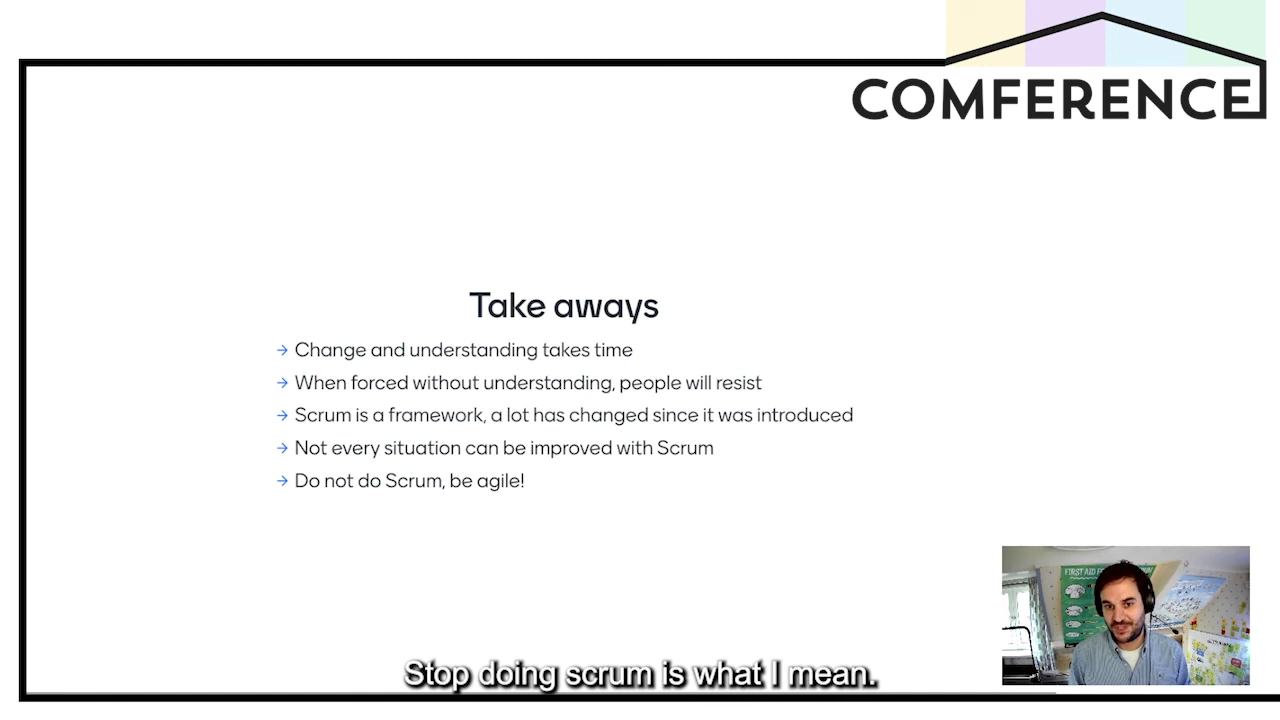 COMFERENCE
Take aways
→ Change and understanding takes time
→ When forced without understanding, people will resist
→ Scrum is a framework, a lot has changed since it was introduced
→ Not every situation can be improved with Scrum
→ Do not do Scrum, be agile!
FIRST AID
Stop doing scrum is what I mean.